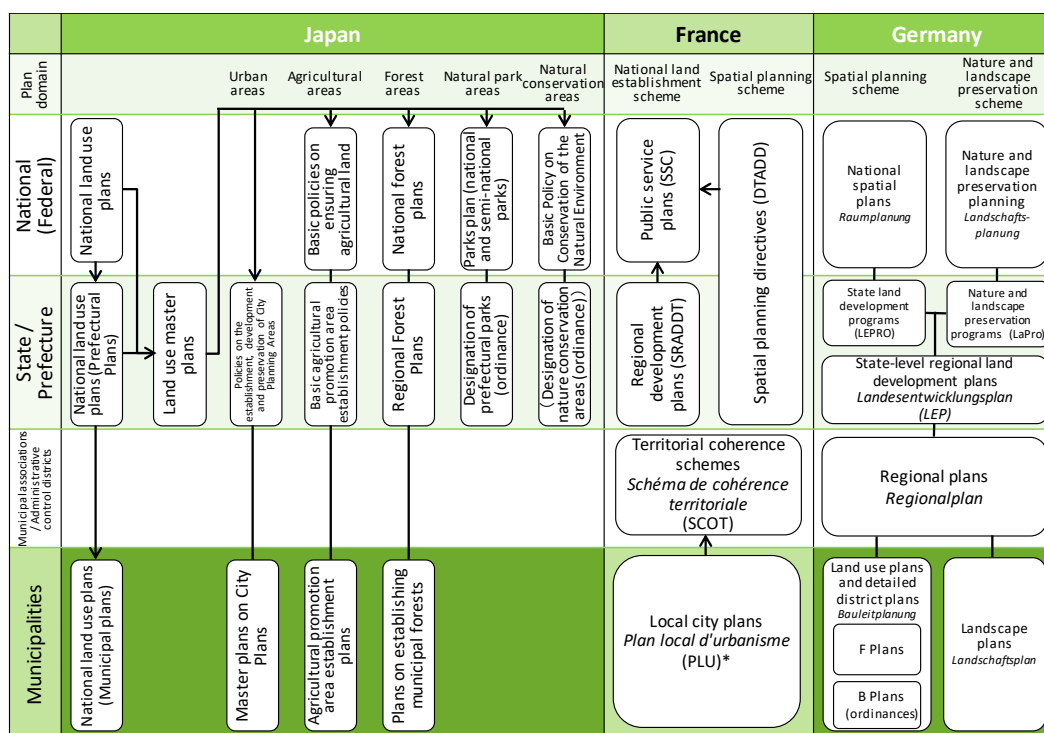 Japan
France
Germany
Plan
domain
Urban
areas
Agricultural
areas
Forest
areas
Natural park
areas
Natural
conservation
areas
National land
establishment
scheme
Spatial planning
scheme
Spatial planning
scheme
Nature and
landscape
preservation
scheme
National
(Federal)
National land use
plans
Basic policies on
ensuring
agricultural land
National forest
plans
Parks plan (national
and semi-national
parks)
Basic Policy on
Conservation of the
Natural Environment
Public service
plans (SSC)
Spatial planning directives (DTADD)
National
spatial
plans
Raumplanung
Nature and
landscape
preservation
planning
Landschafts-
planung
State /
Prefecture
National land use
plans (Prefectural
Plans)
Land use master
plans
Policies on the
establishment, development
and preservation of City
Planning Areas
Basic agricultural
promotion area
establishment policies
Regional Forest
Plans
Designation of
prefectural parks
(ordinance)
(Designation of
nature conservation
areas (ordinance))
Regional
development
plans (SRADDT)
State land
development
programs
(LEPRO)
Nature and
landscape
preservation
programs (LaPro)
State-level regional land
development plans
Landesentwicklungsplan
(LEP)
Municipal associations
/ Administrative
control districts
Territorial coherence
schemes
Schéma de cohérence
territoriale
(SCOT)
Regional plans
Regionalplan
Municipalities
National land use plans
(Municipal plans)
Master plans on City
Plans
Agricultural promotion
area establishment
plans
Plans on establishing
municipal forests
Local city plans
Plan local d'urbanisme
(PLU)*
Land use plans
and detailed
district plans
Bauleitplanung
F Plans
B Plans
(ordinances)
Landscape
plans
Landschaftsplan